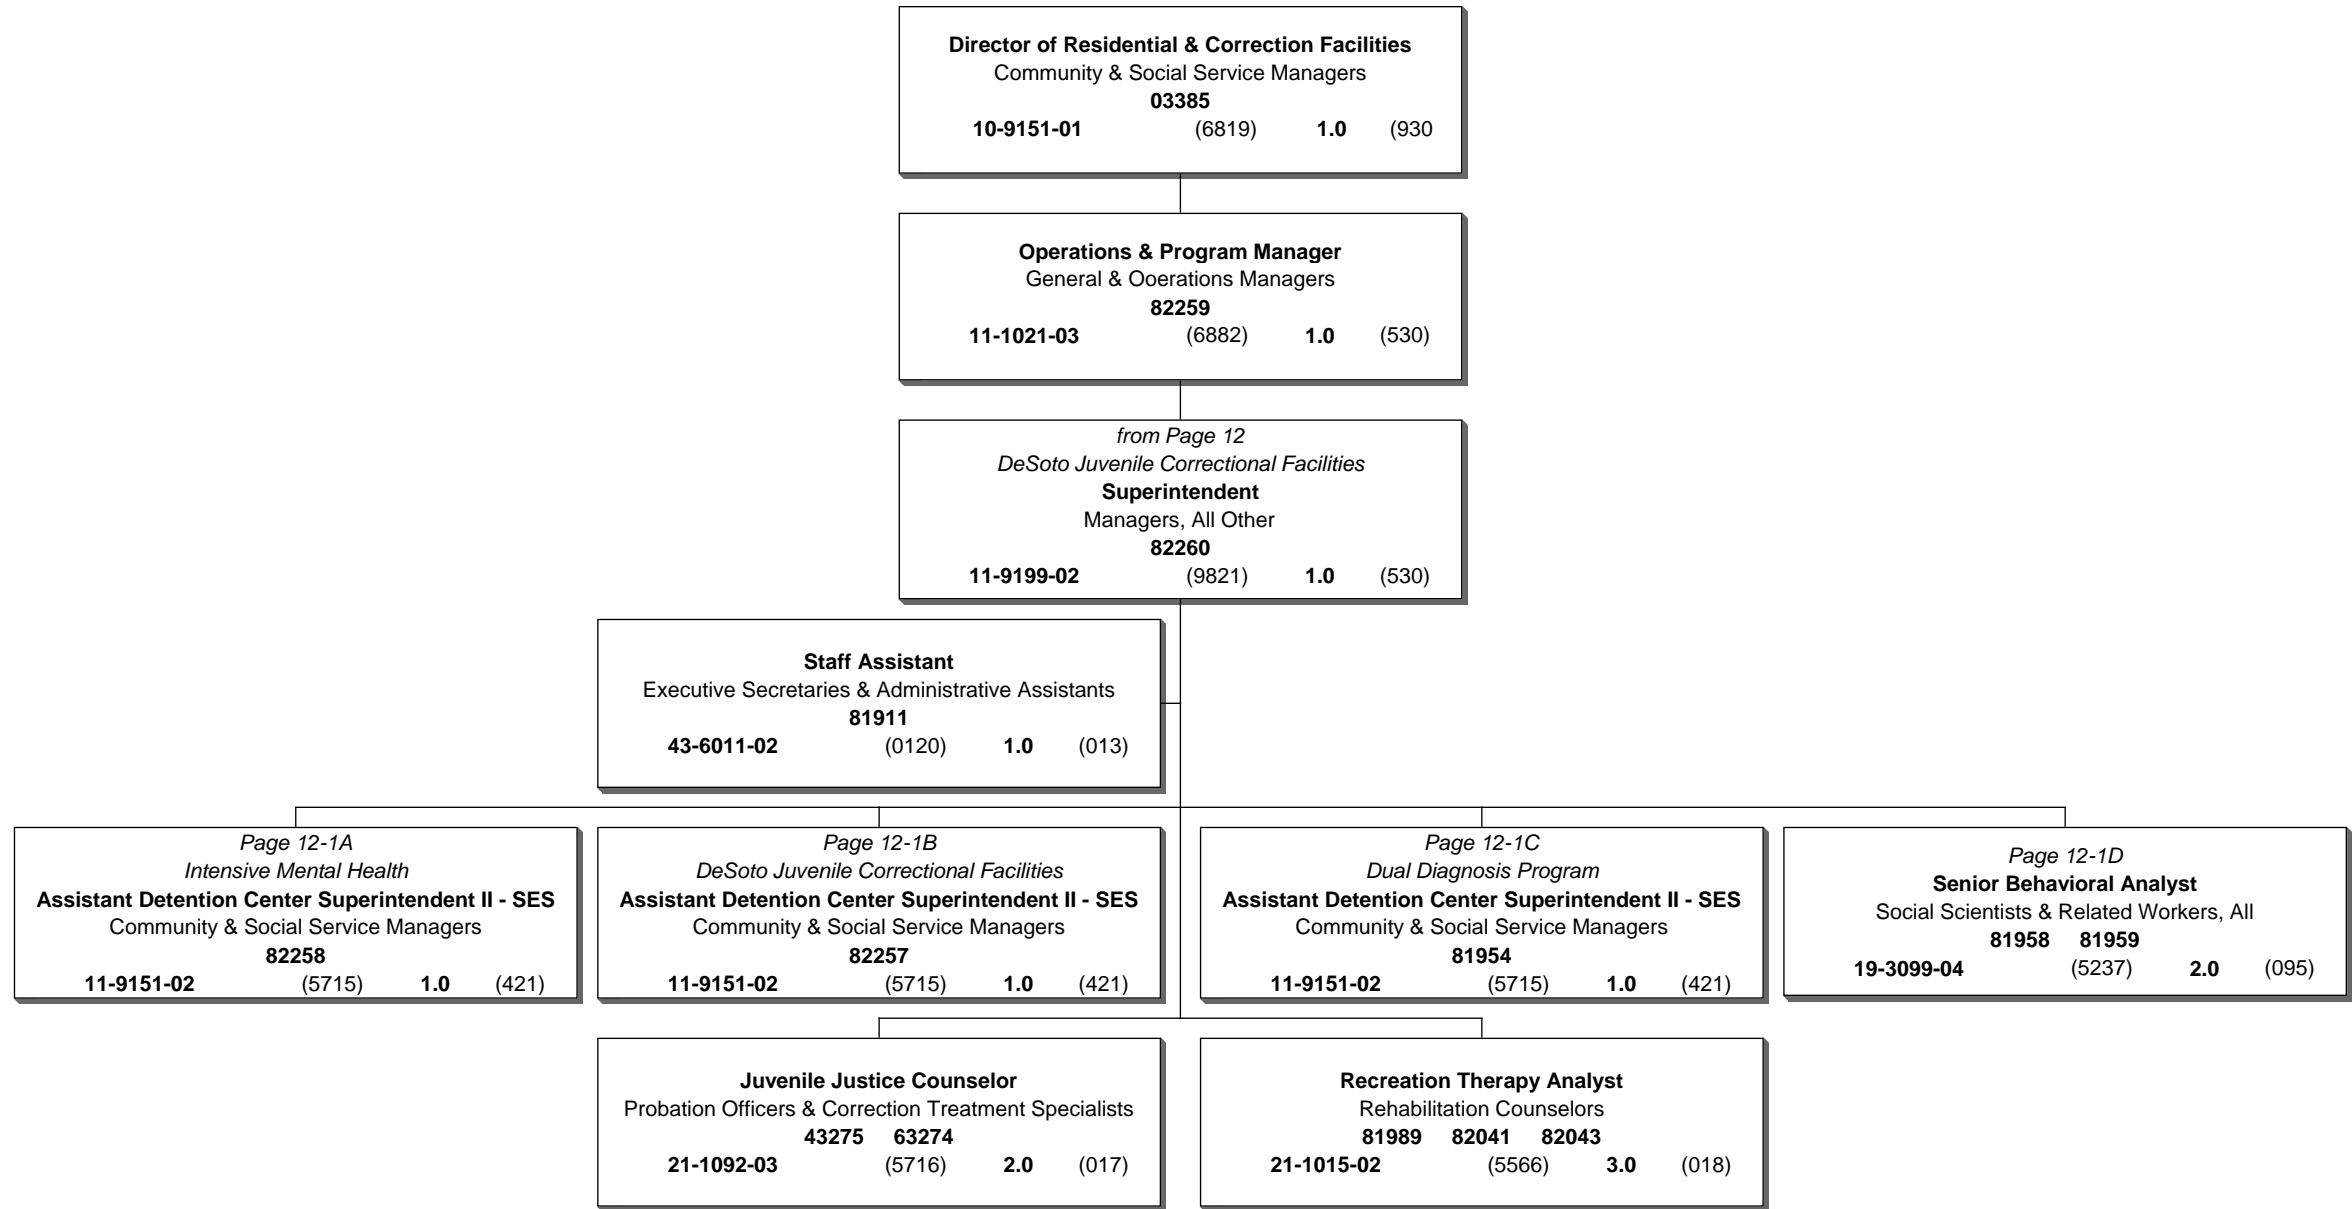 Director of Residential & Correction Facilities
Community & Social Service Managers
03385
10-9151-01 (6819) 1.0 (930
Operations & Program Manager
General & Ooerations Managers
82259
11-1021-03 (6882) 1.0 (530)
from Page 12
DeSoto Juvenile Correctional Facilities
Superintendent
Managers, All Other
82260
11-9199-02 (9821) 1.0 (530)
Staff Assistant
Executive Secretaries & Administrative Assistants
81911
43-6011-02 (0120) 1.0 (013)
Page 12-1A
Intensive Mental Health
Assistant Detention Center Superintendent II - SES
Community & Social Service Managers
82258
11-9151-02 (5715) 1.0 (421)
Page 12-1B
DeSoto Juvenile Correctional Facilities
Assistant Detention Center Superintendent II - SES
Community & Social Service Managers
82257
11-9151-02 (5715) 1.0 (421)
Page 12-1C
Dual Diagnosis Program
Assistant Detention Center Superintendent II - SES
Community & Social Service Managers
81954
11-9151-02 (5715) 1.0 (421)
Page 12-1D
Senior Behavioral Analyst
Social Scientists & Related Workers, All
81958 81959
19-3099-04 (5237) 2.0 (095)
Juvenile Justice Counselor
Probation Officers & Correction Treatment Specialists
43275 63274
21-1092-03 (5716) 2.0 (017)
Recreation Therapy Analyst
Rehabilitation Counselors
81989 82041 82043
21-1015-02 (5566) 3.0 (018)